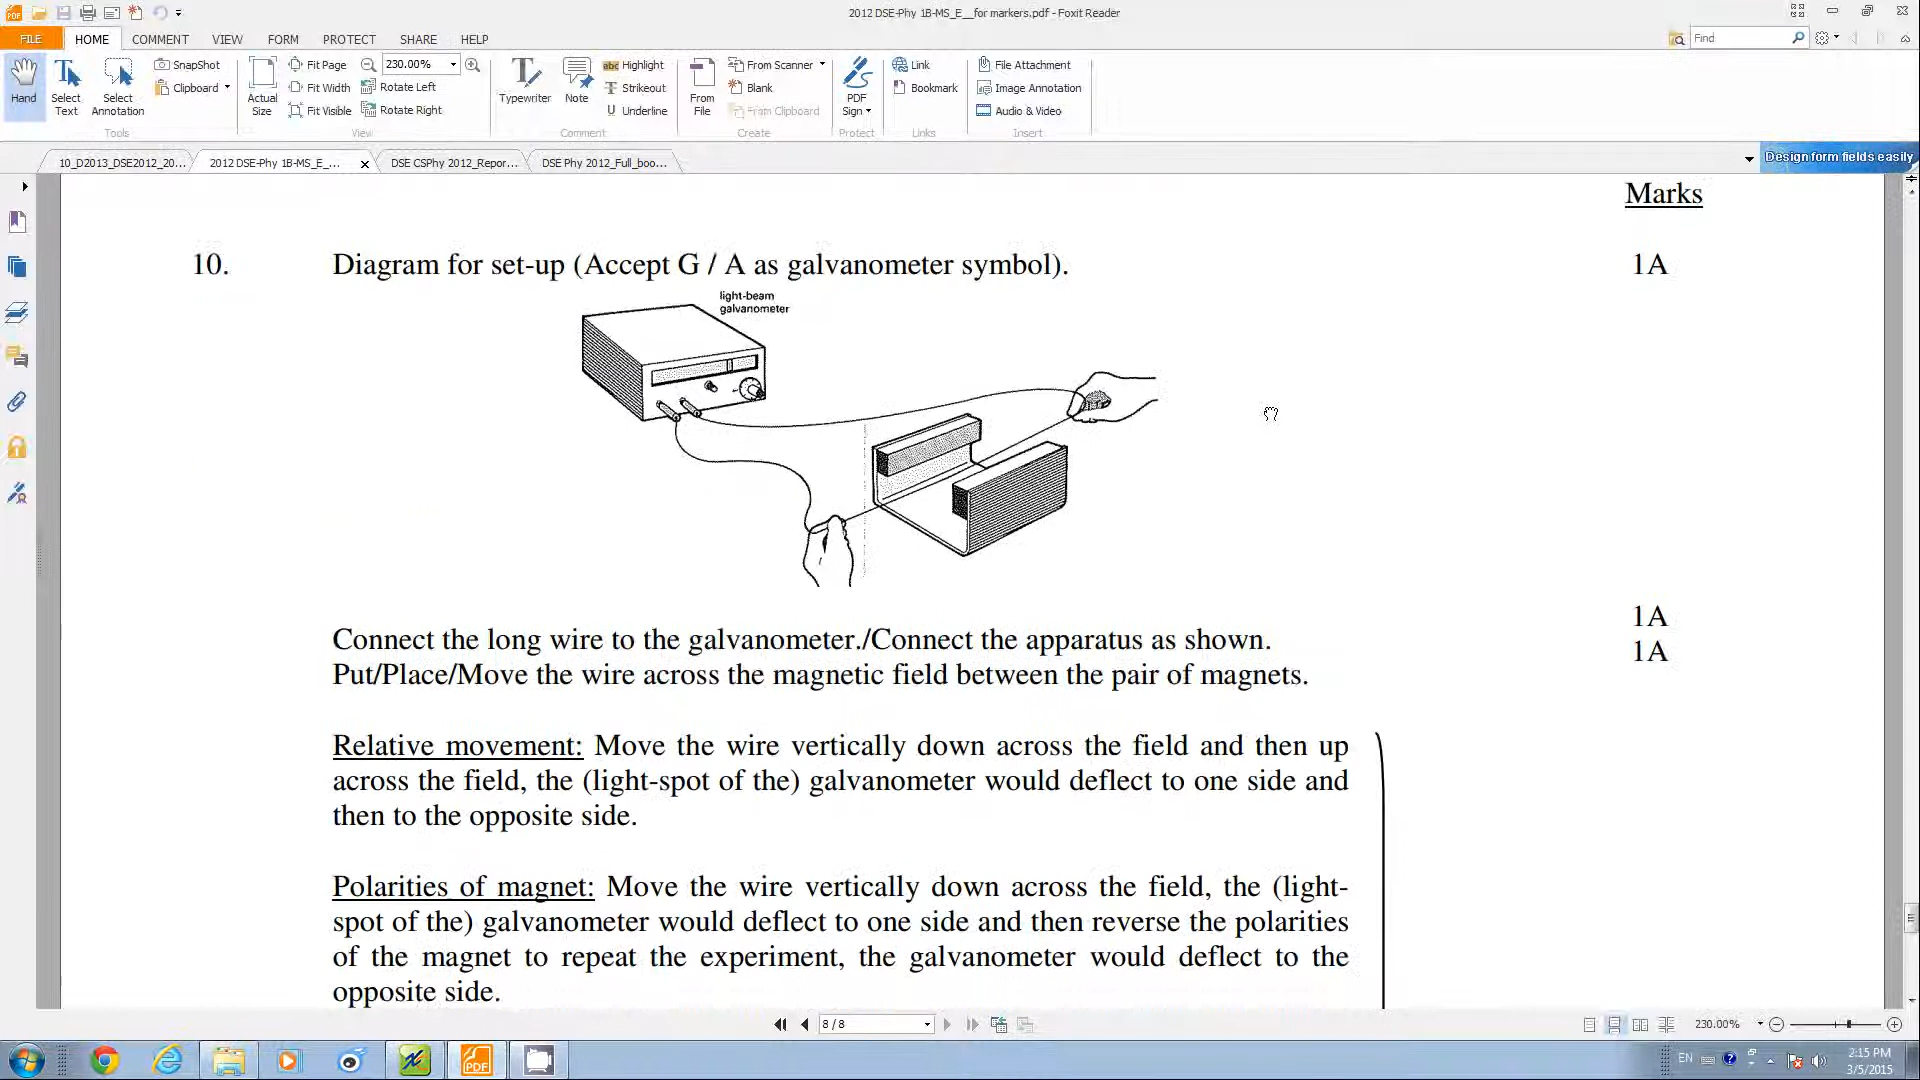 2012 DSE-Phy 1B-MS_E__for markers.pdf - Foxit Reader
FILE HOME COMMENT VIEW FORM PROTECT SHARE HELP
Find
Hand
Select Text
Select Annotation
SnapShot
Clipboard
Tools
Actual Size
Fit Page
Fit Width
Fit Visible
230.00%
Rotate Left
Rotate Right
View
Typewriter
Note
Highlight
Strikeout
Underline
Comment
From File
From Scanner
Blank
From Clipboard
Create
PDF Sign
Protect
Link
Bookmark
Links
File Attachment
Image Annotation
Audio & Video
Insert
10_D2013_DSE2012_20...
2012 DSE-Phy 1B-MS_E_...
DSE CSPhy 2012_Repor...
DSE Phy 2012_Full_boo...
Design form fields easily
Marks
10. Diagram for set-up (Accept G / A as galvanometer symbol). 1A
light-beam
galvanometer
1A
Connect the long wire to the galvanometer./Connect the apparatus as shown.
1A
Put/Place/Move the wire across the magnetic field between the pair of magnets.
Relative movement: Move the wire vertically down across the field and then up
across the field, the (light-spot of the) galvanometer would deflect to one side and
then to the opposite side.
Polarities of magnet: Move the wire vertically down across the field, the (light-
spot of the) galvanometer would deflect to one side and then reverse the polarities
of the magnet to repeat the experiment, the galvanometer would deflect to the
opposite side.
8 / 8
230.00%
EN
2:15 PM
3/5/2015